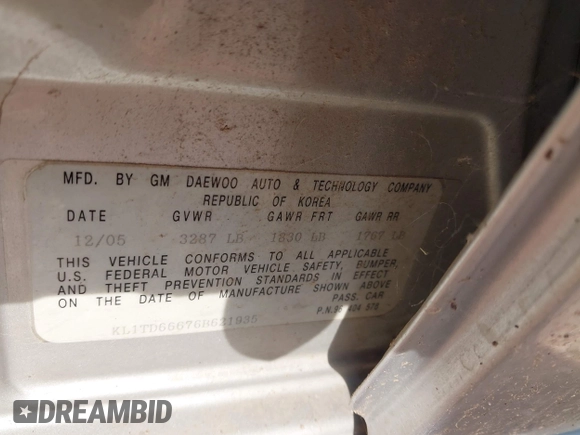 MFD. BY GM DAEWOO AUTO & TECHNOLOGY COMPANY
REPUBLIC OF KOREA
DATE GVWR GAWR FRT GAWR RR
12/05 3287 LB 1830 LB 1767 LB
THIS VEHICLE CONFORMS TO ALL APPLICABLE
U.S. FEDERAL MOTOR VEHICLE SAFETY, BUMPER,
AND THEFT PREVENTION STANDARDS IN EFFECT
ON THE DATE OF MANUFACTURE SHOWN ABOVE
PASS. CAR
P.N.
DREAMBID